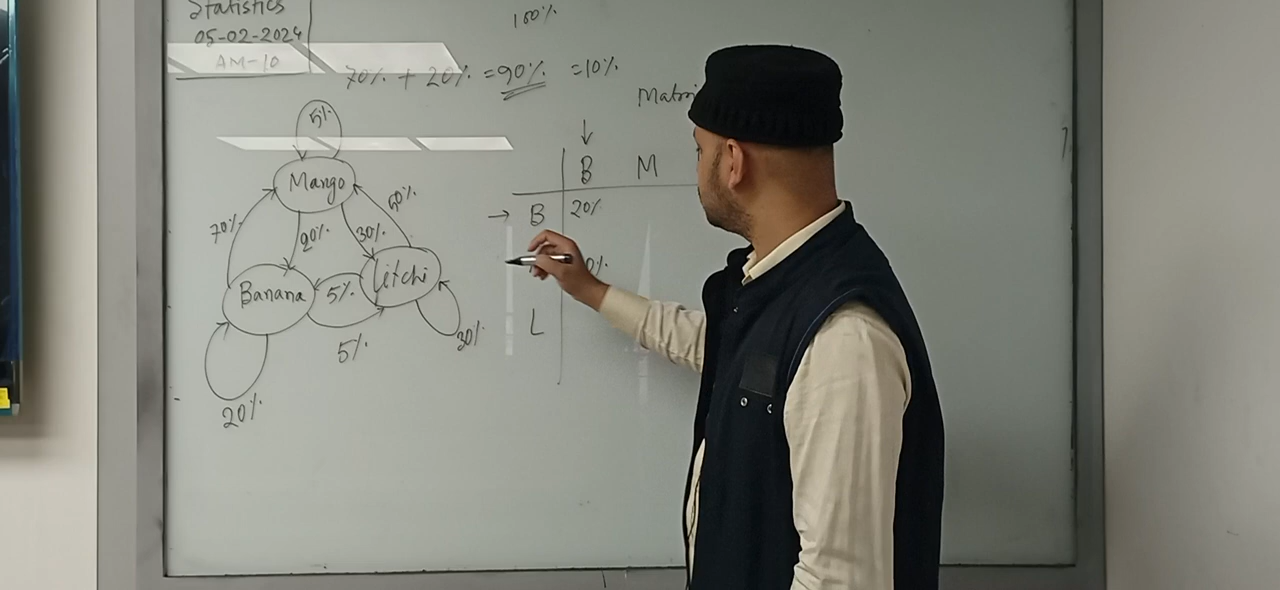 Statistics
05-02-2024
AM-10
100%
70% + 20% = 90% = 10%
5%
Mango
70%
20%
30%
60%
Banana
5%
Litchi
5%
30%
20%
B M
B 20%
0%
L